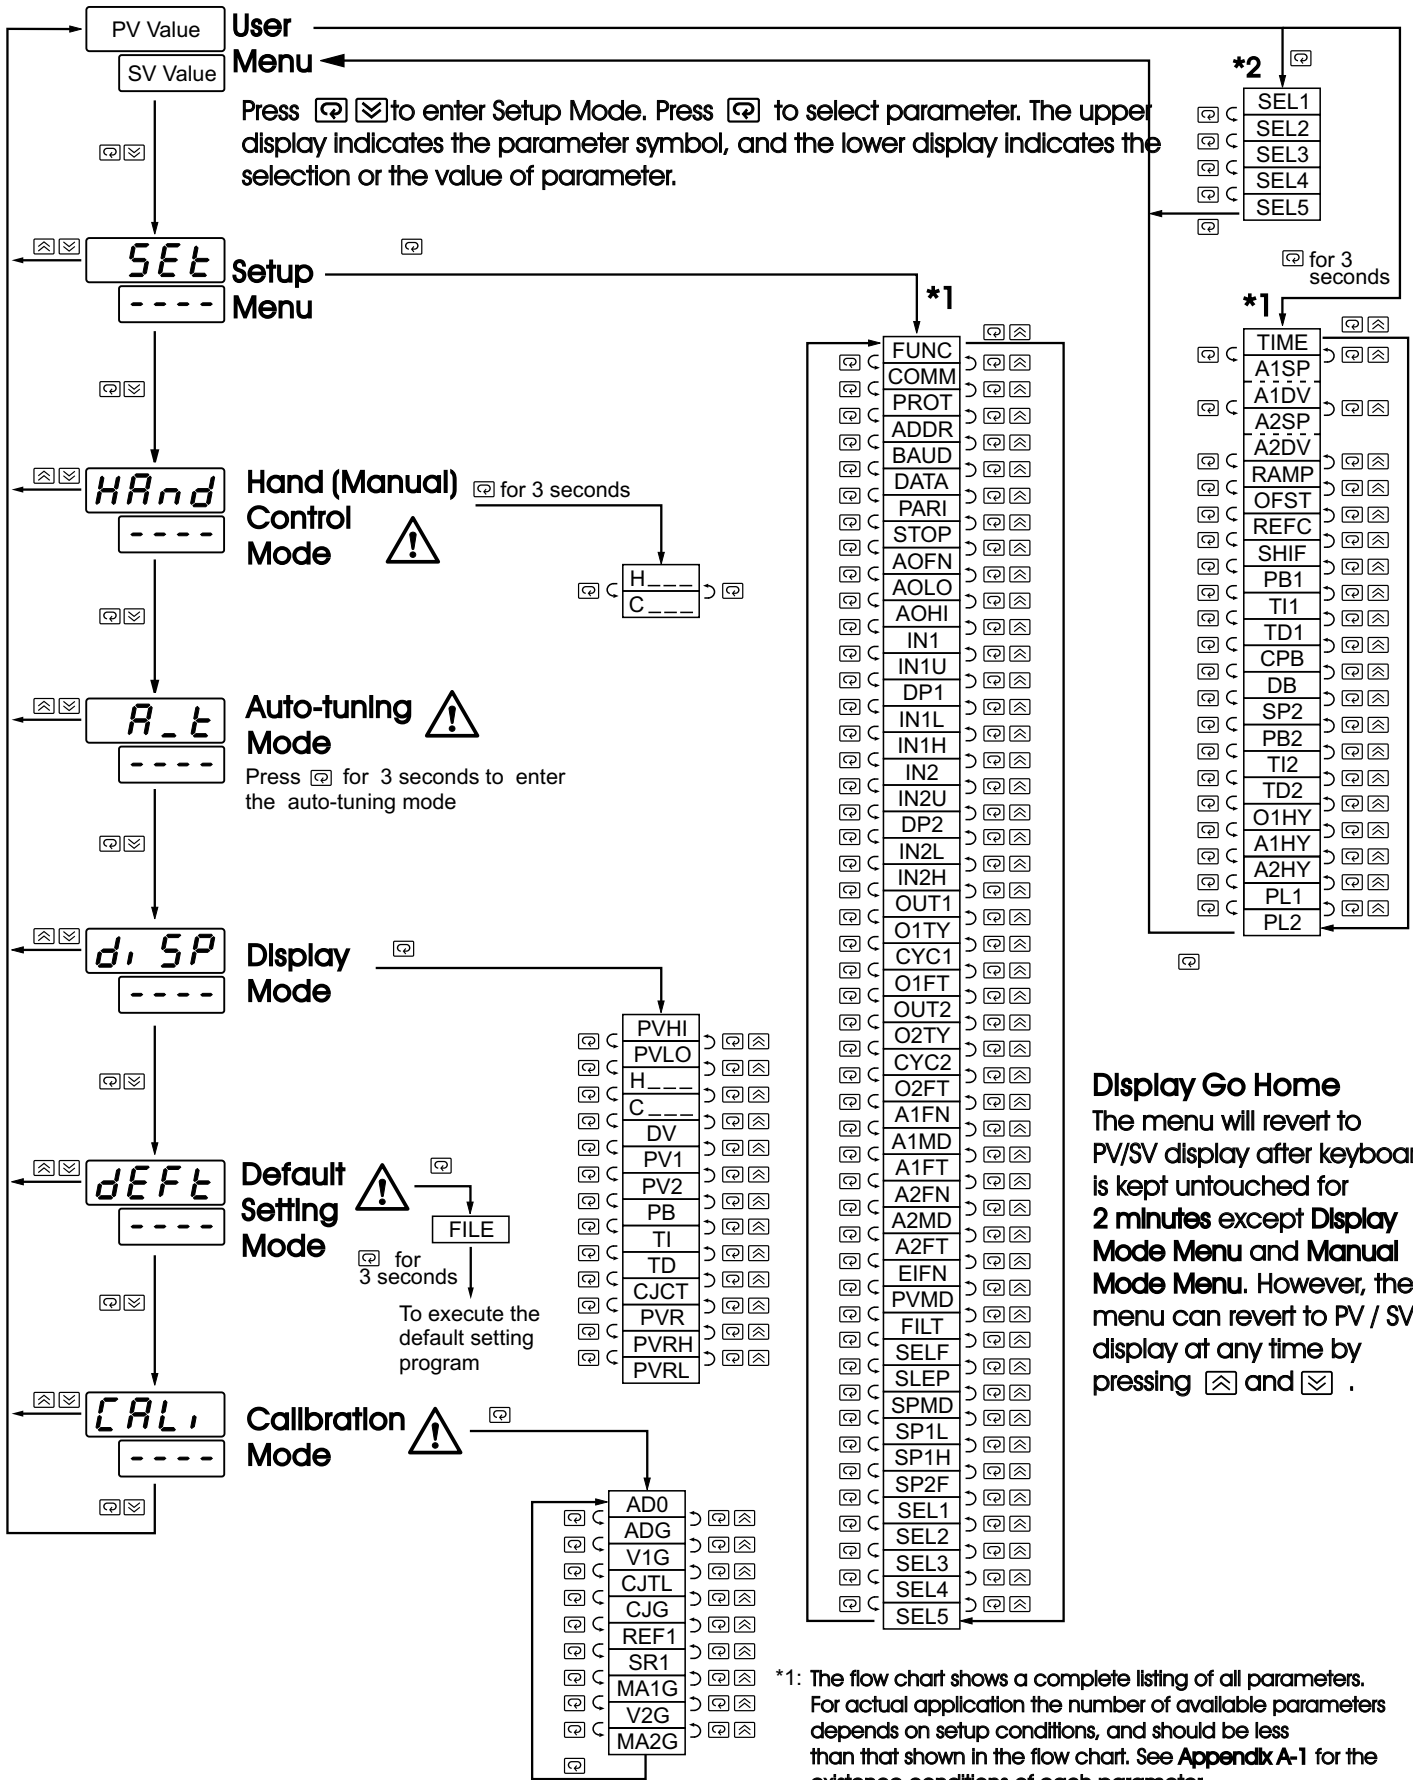 PV Value
SV Value
User
Menu
Press to enter Setup Mode. Press to select parameter. The upper
display indicates the parameter symbol, and the lower display indicates the
selection or the value of parameter.
*2
SEL1
SEL2
SEL3
SEL4
SEL5
for 3
seconds
*1
TIME
A1SP
A1DV
A2SP
A2DV
RAMP
OFST
REFC
SHIF
PB1
TI1
TD1
CPB
DB
SP2
PB2
TI2
TD2
O1HY
A1HY
A2HY
PL1
PL2
SEt
- - - -
Setup
Menu
*1
FUNC
COMM
PROT
ADDR
BAUD
DATA
PARI
STOP
AOFN
AOLO
AOHI
IN1
IN1U
DP1
IN1L
IN1H
IN2
IN2U
DP2
IN2L
IN2H
OUT1
O1TY
CYC1
O1FT
OUT2
O2TY
CYC2
O2FT
A1FN
A1MD
A1FT
A2FN
A2MD
A2FT
EIFN
PVMD
FILT
SELF
SLEP
SPMD
SP1L
SP1H
SP2F
SEL1
SEL2
SEL3
SEL4
SEL5
HAnd
- - - -
Hand (Manual)
Control
Mode
for 3 seconds
H_ _ _
C_ _ _
A_t
- - - -
Auto-tuning
Mode
Press for 3 seconds to enter
the auto-tuning mode
di SP
- - - -
Display
Mode
PVHI
PVLO
H_ _ _
C_ _ _
DV
PV1
PV2
PB
TI
TD
CJCT
PVR
PVRH
PVRL
dEFt
- - - -
Default
Setting
Mode
FILE
for
3 seconds
To execute the
default setting
program
CALi
- - - -
Calibration
Mode
AD0
ADG
V1G
CJTL
CJG
REF1
SR1
MA1G
V2G
MA2G
Display Go Home
The menu will revert to
PV/SV display after keyboar
is kept untouched for
2 minutes except Display
Mode Menu and Manual
Mode Menu. However, the
menu can revert to PV / SV
display at any time by
pressing and .
*1: The flow chart shows a complete listing of all parameters.
For actual application the number of available parameters
depends on setup conditions, and should be less
than that shown in the flow chart. See Appendix A-1 for the
existence conditions of each parameter